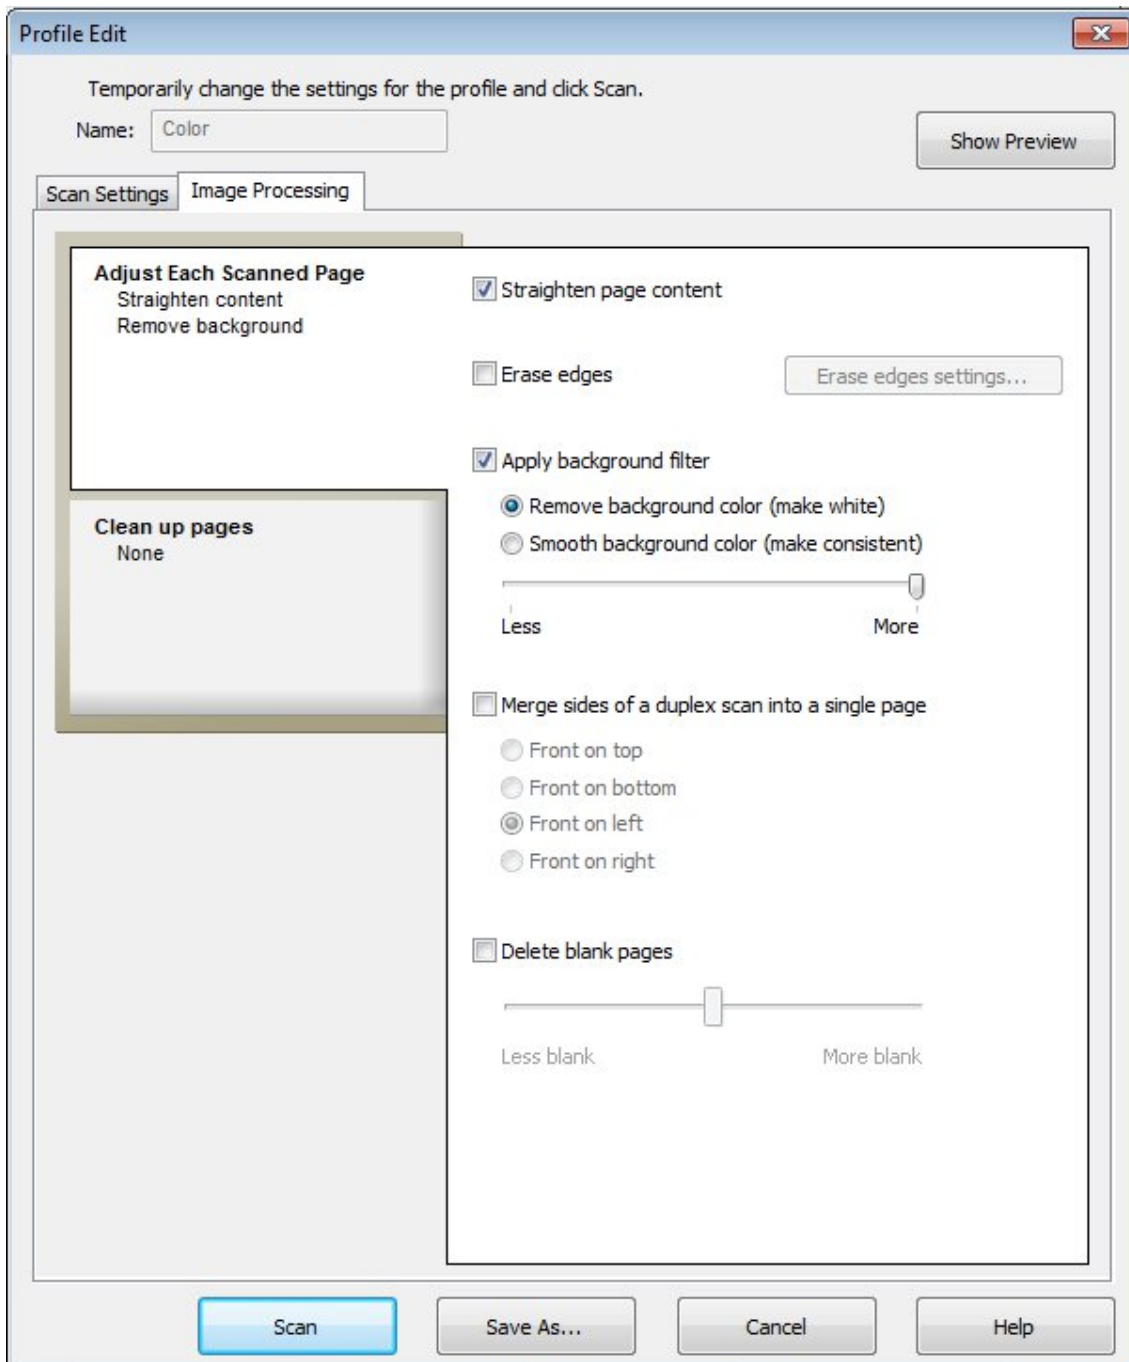 Profile Edit
Temporarily change the settings for the profile and click Scan.
Name: Color
Show Preview
Scan Settings Image Processing
Adjust Each Scanned Page
Straighten content
Remove background
Clean up pages
None
Straighten page content
Erase edges Erase edges settings...
Apply background filter
Remove background color (make white)
Smooth background color (make consistent)
Less More
Merge sides of a duplex scan into a single page
Front on top
Front on bottom
Front on left
Front on right
Delete blank pages
Less blank More blank
Scan Save As... Cancel Help